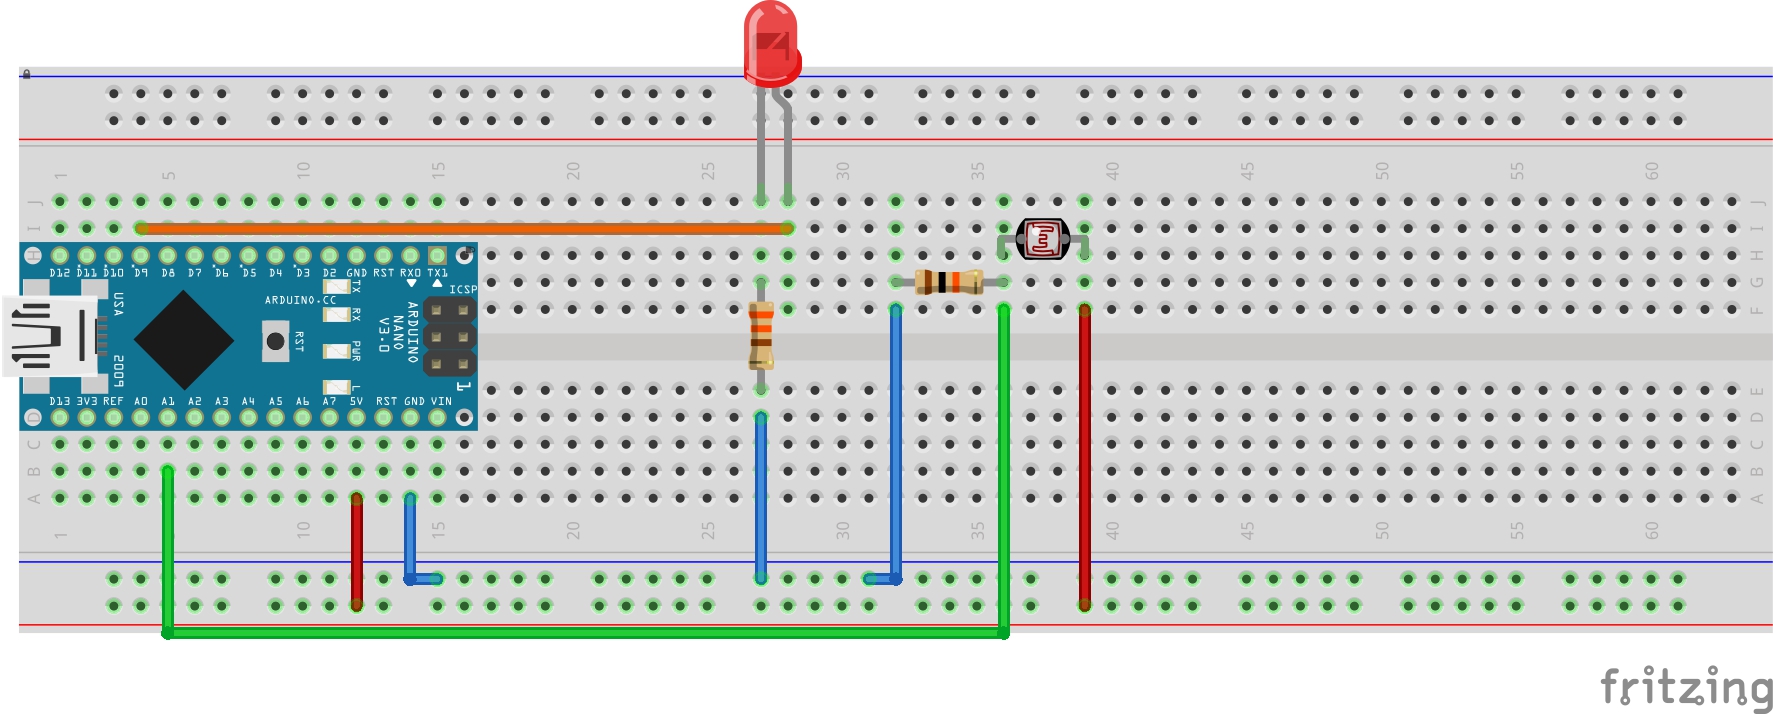 1 5 10 15 20 25 30 35 40 45 50 55 60
J J
I I
H H
D12 D11 D10 D9 D8 D7 D6 D5 D4 D3 D2 GND RST RX0 TX1
G G
F F
USA
ARDUINO.CC
TX
ICSP
RX
RST
ARDUINO
NANO
V3.0
PWR
2009
L
1
E E
D13 3V3 REF A0 A1 A2 A3 A4 A5 A6 A7 5V RST GND VIN
D D
C C
B B
A A
1 10 15 20 25 30 35 40 45 50 55 60
fritzing